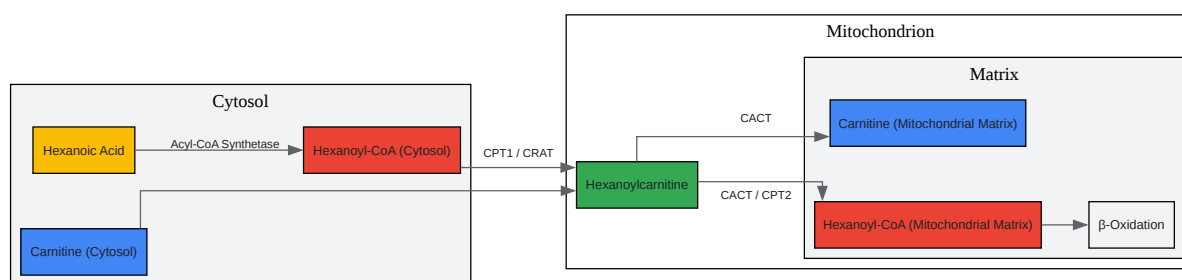 Mitochondrion
Matrix
Cytosol
Carnitine (Mitochondrial Matrix)
CACT
Hexanoic Acid
Acyl-CoA Synthetase
Hexanoyl-CoA (Cytosol)
CPT1 / CRAT
Hexanoylcarnitine
CACT / CPT2
Hexanoyl-CoA (Mitochondrial Matrix)
β-Oxidation
Carnitine (Cytosol)